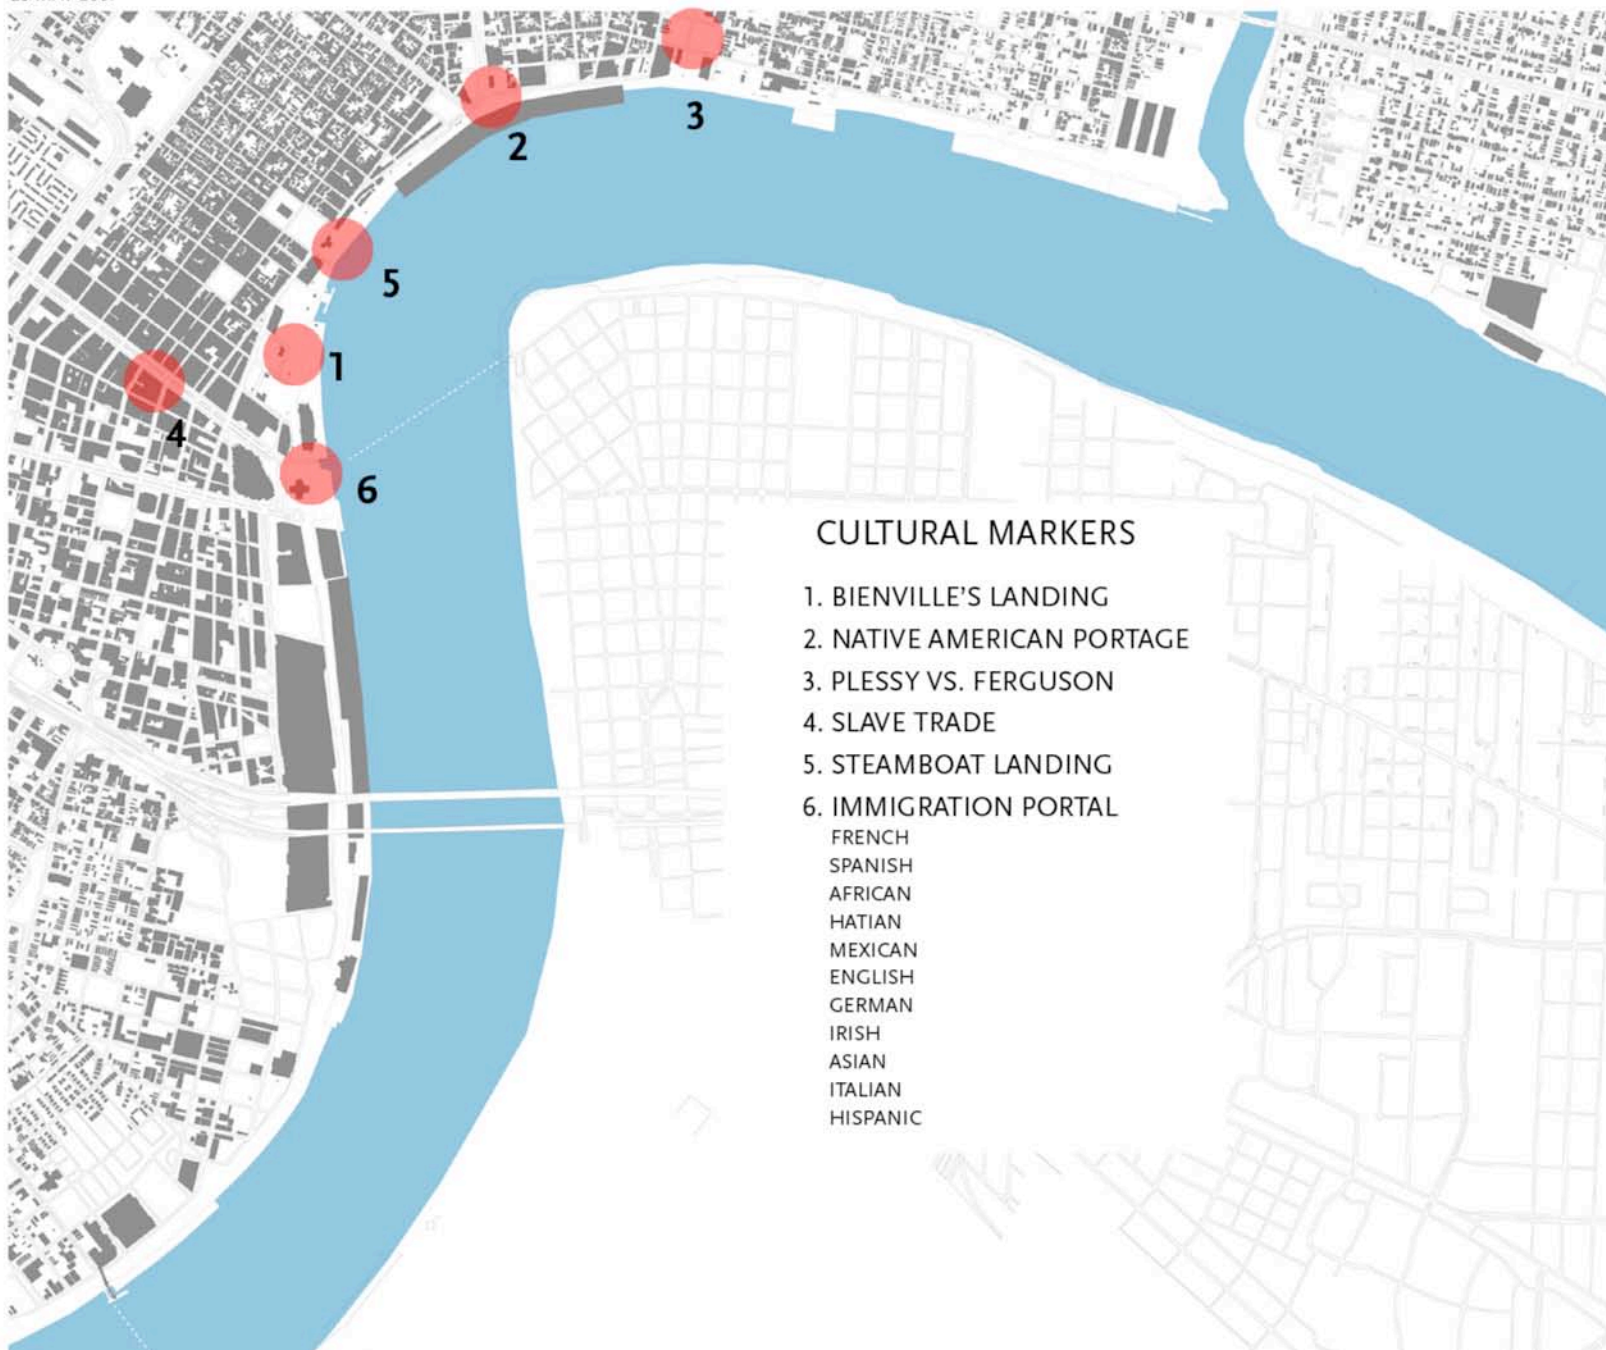 3
2
5
1
4
6
CULTURAL MARKERS
1. BIENVILLE'S LANDING
2. NATIVE AMERICAN PORTAGE
3. PLESSY VS. FERGUSON
4. SLAVE TRADE
5. STEAMBOAT LANDING
6. IMMIGRATION PORTAL
FRENCH
SPANISH
AFRICAN
HATIAN
MEXICAN
ENGLISH
GERMAN
IRISH
ASIAN
ITALIAN
HISPANIC